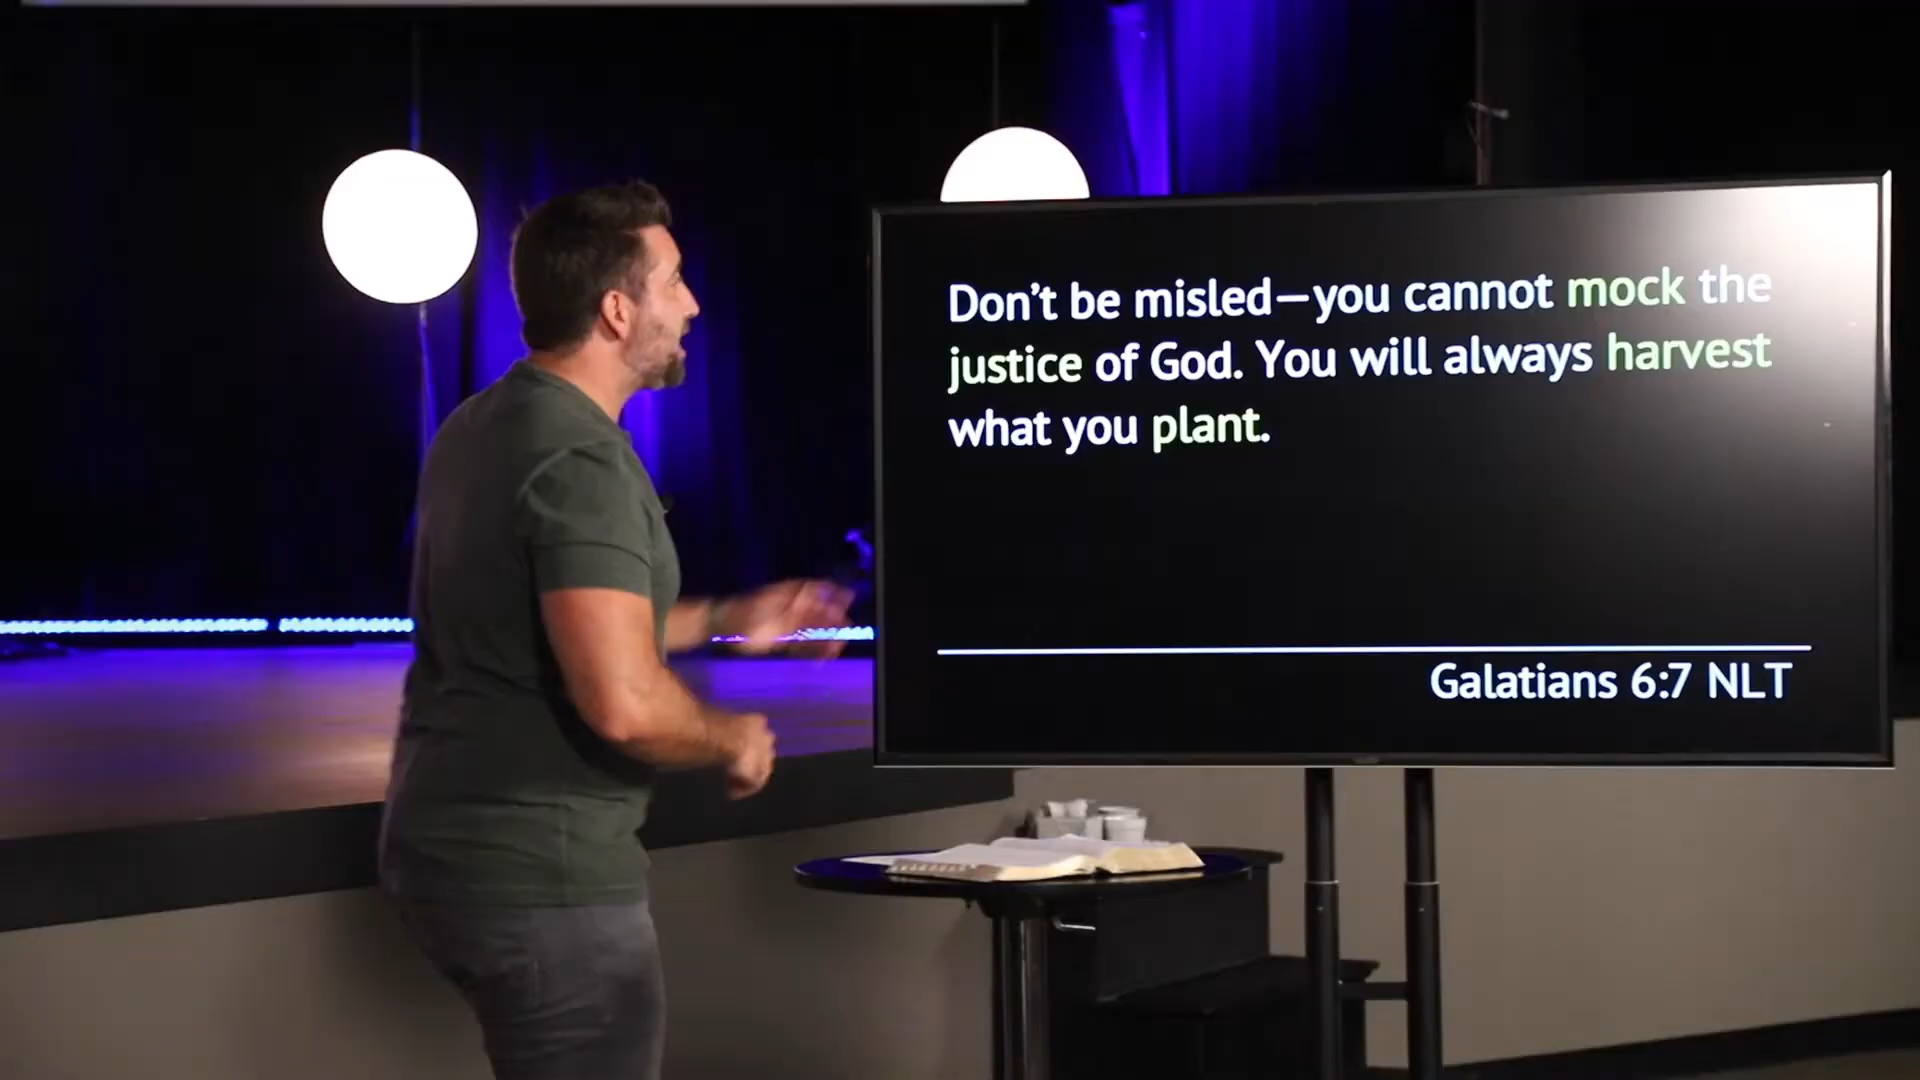 Don’t be misled—you cannot mock the
justice of God. You will always harvest
what you plant.
Galatians 6:7 NLT